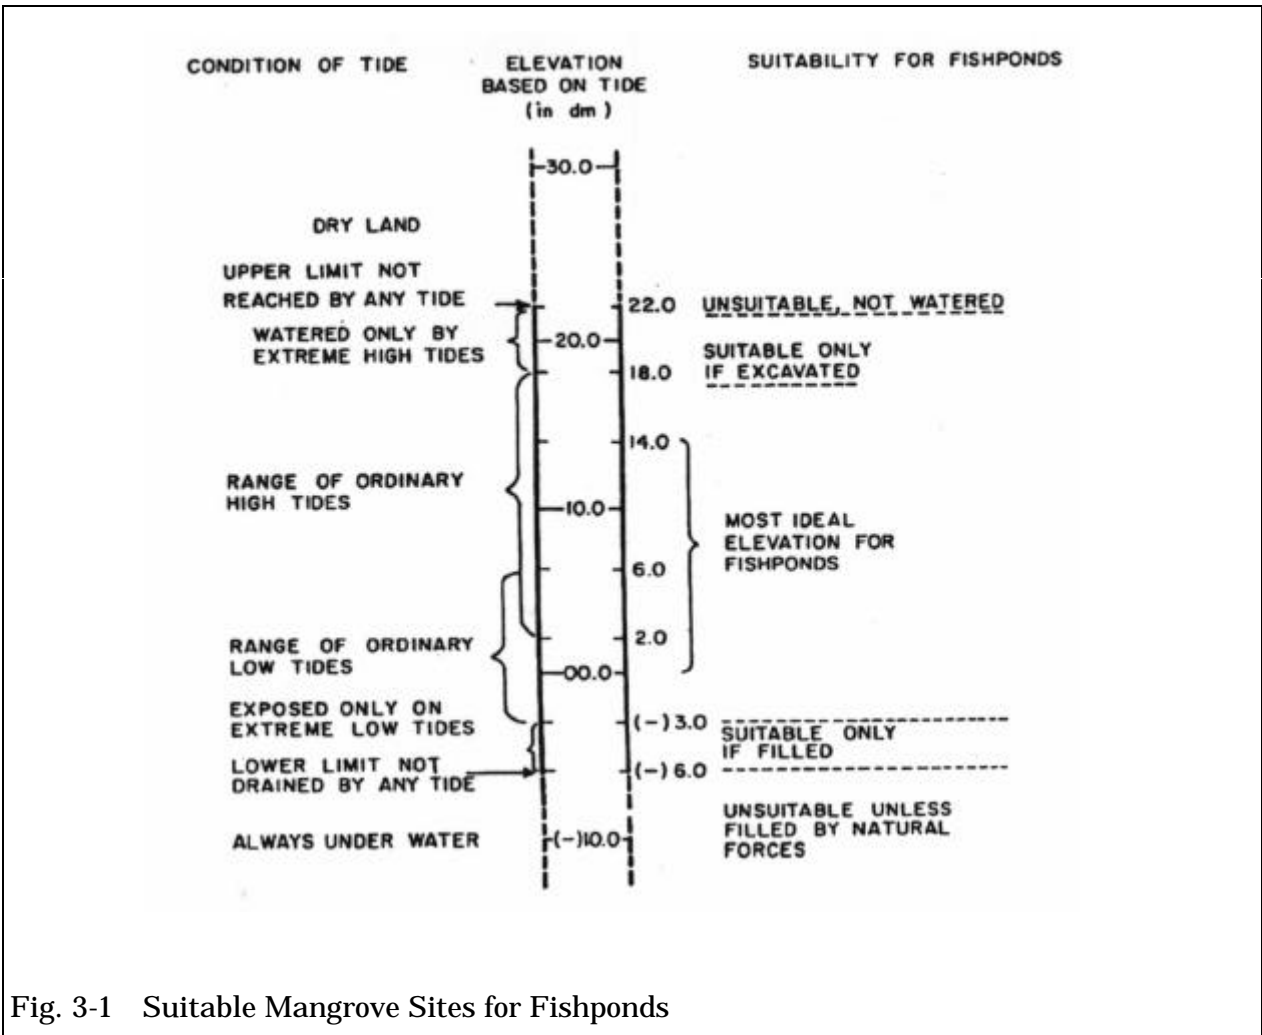 CONDITION OF TIDE
ELEVATION
BASED ON TIDE
(in dm)
SUITABILITY FOR FISHPONDS
30.0
DRY LAND
UPPER LIMIT NOT
REACHED BY ANY TIDE
22.0
UNSUITABLE, NOT WATERED
WATERED ONLY BY
EXTREME HIGH TIDES
20.0
SUITABLE ONLY
IF EXCAVATED
18.0
14.0
RANGE OF ORDINARY
HIGH TIDES
10.0
MOST IDEAL
ELEVATION FOR
FISHPONDS
6.0
2.0
RANGE OF ORDINARY
LOW TIDES
00.0
EXPOSED ONLY ON
EXTREME LOW TIDES
(-)3.0
SUITABLE ONLY
IF FILLED
LOWER LIMIT NOT
DRAINED BY ANY TIDE
(-)6.0
ALWAYS UNDER WATER
(-)10.0
UNSUITABLE UNLESS
FILLED BY NATURAL
FORCES
Fig. 3-1 Suitable Mangrove Sites for Fishponds